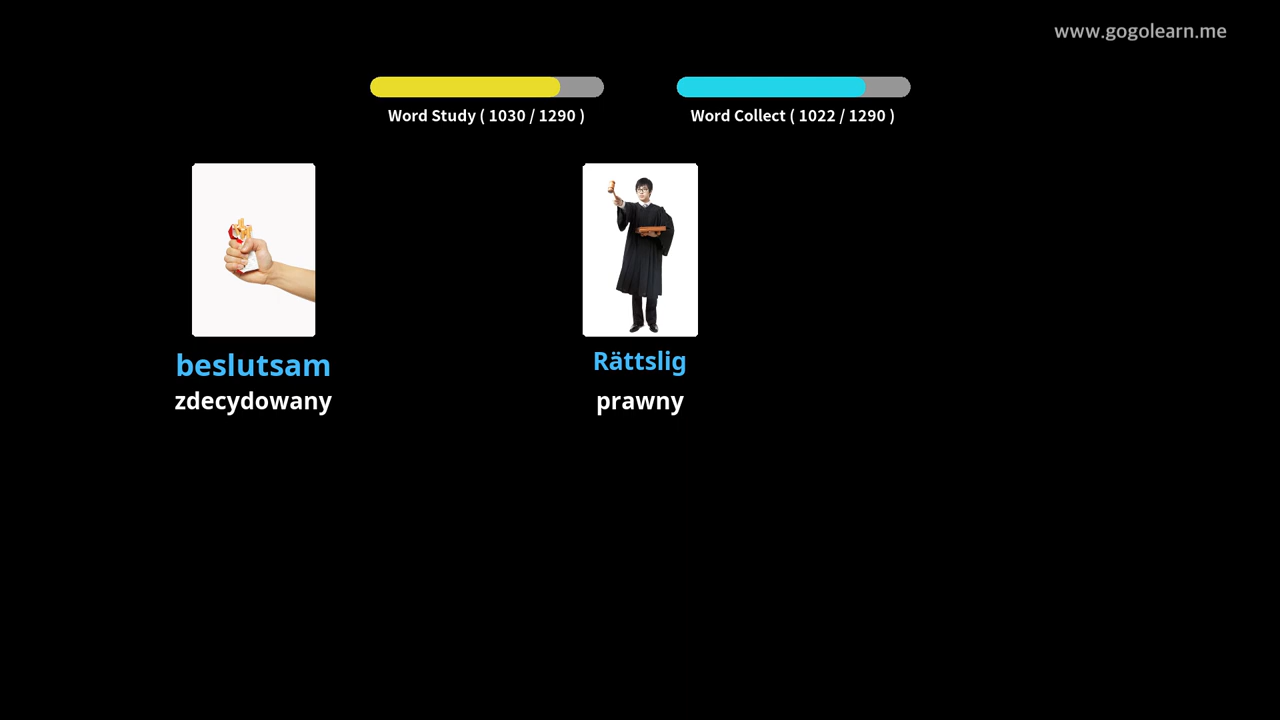 www.gogolearn.me
Word Study ( 1030 / 1290 )
Word Collect ( 1022 / 1290 )
beslutsam
zdecydowany
Rättslig
prawny